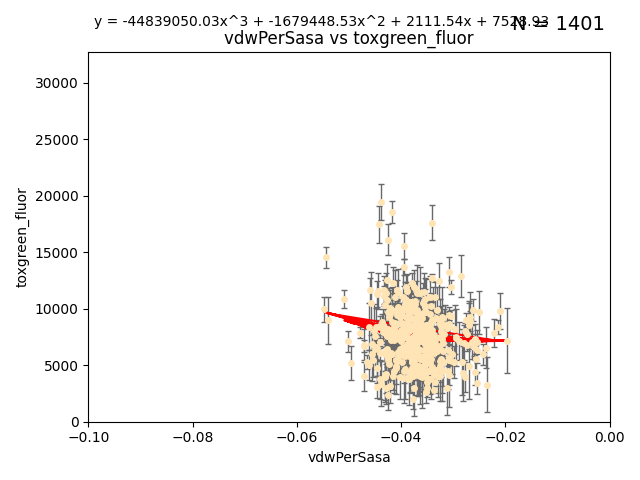 y = -44839050.03x^3 + -1679448.53x^2 + 2111.54x + 7528.93
N = 1401
vdwPerSasa vs toxgreen_fluor
30000
25000
20000
15000
10000
5000
0
toxgreen_fluor
−0.10 −0.08 −0.06 −0.04 −0.02 0.00
vdwPerSasa